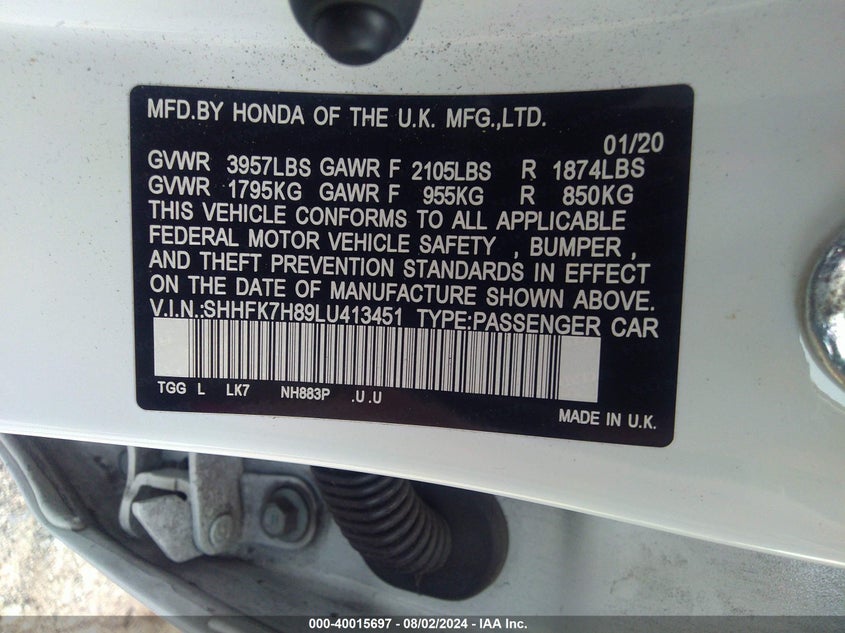 MFD.BY HONDA OF THE U.K. MFG.,LTD.
01/'20
GVWR 3957LBS GAWR F 2105LBS R 1874LBS
GVWR 1795KG GAWR F 955KG R 850KG
THIS VEHICLE CONFORMS TO ALL APPLICABLE
FEDERAL MOTOR VEHICLE SAFETY , BUMPER ,
AND THEFT PREVENTION STANDARDS IN EFFECT
ON THE DATE OF MANUFACTURE SHOWN ABOVE.
V.I.N.:SHHFK7H89LU413451 TYPE:PASSENGER CAR
TGG L LK7 NH883P .U .U
MADE IN U.K.
000-40015697 - 08/02/2024 - IAA Inc.